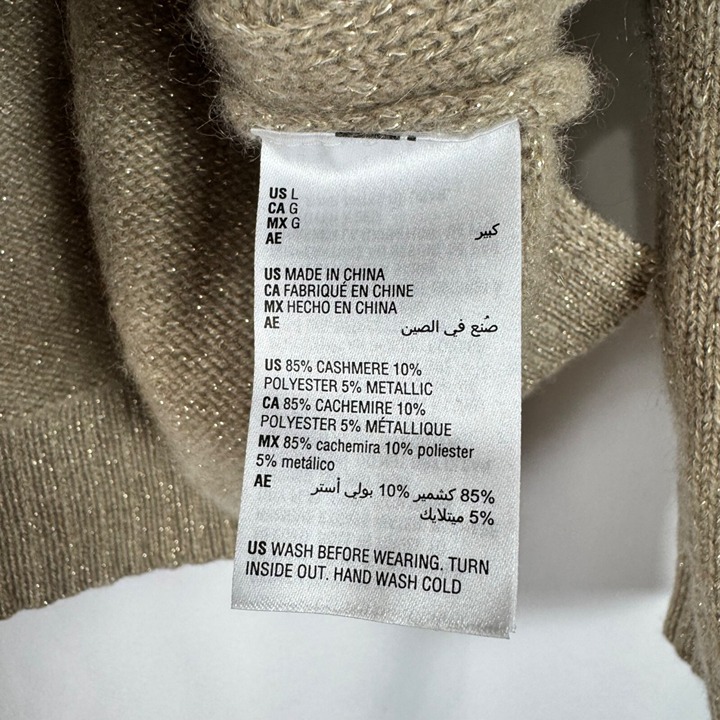 US L
CA G
MX G
AE كبير
US MADE IN CHINA
CA FABRIQUÉ EN CHINE
MX HECHO EN CHINA
AE صُنع في الصين
US 85% CASHMERE 10%
POLYESTER 5% METALLIC
CA 85% CACHEMIRE 10%
POLYESTER 5% MÉTALLIQUE
MX 85% cachemira 10% poliester
5% metálico
AE 85% كشمير 10% بولي أستر
5% ميتلايك
US WASH BEFORE WEARING. TURN
INSIDE OUT. HAND WASH COLD